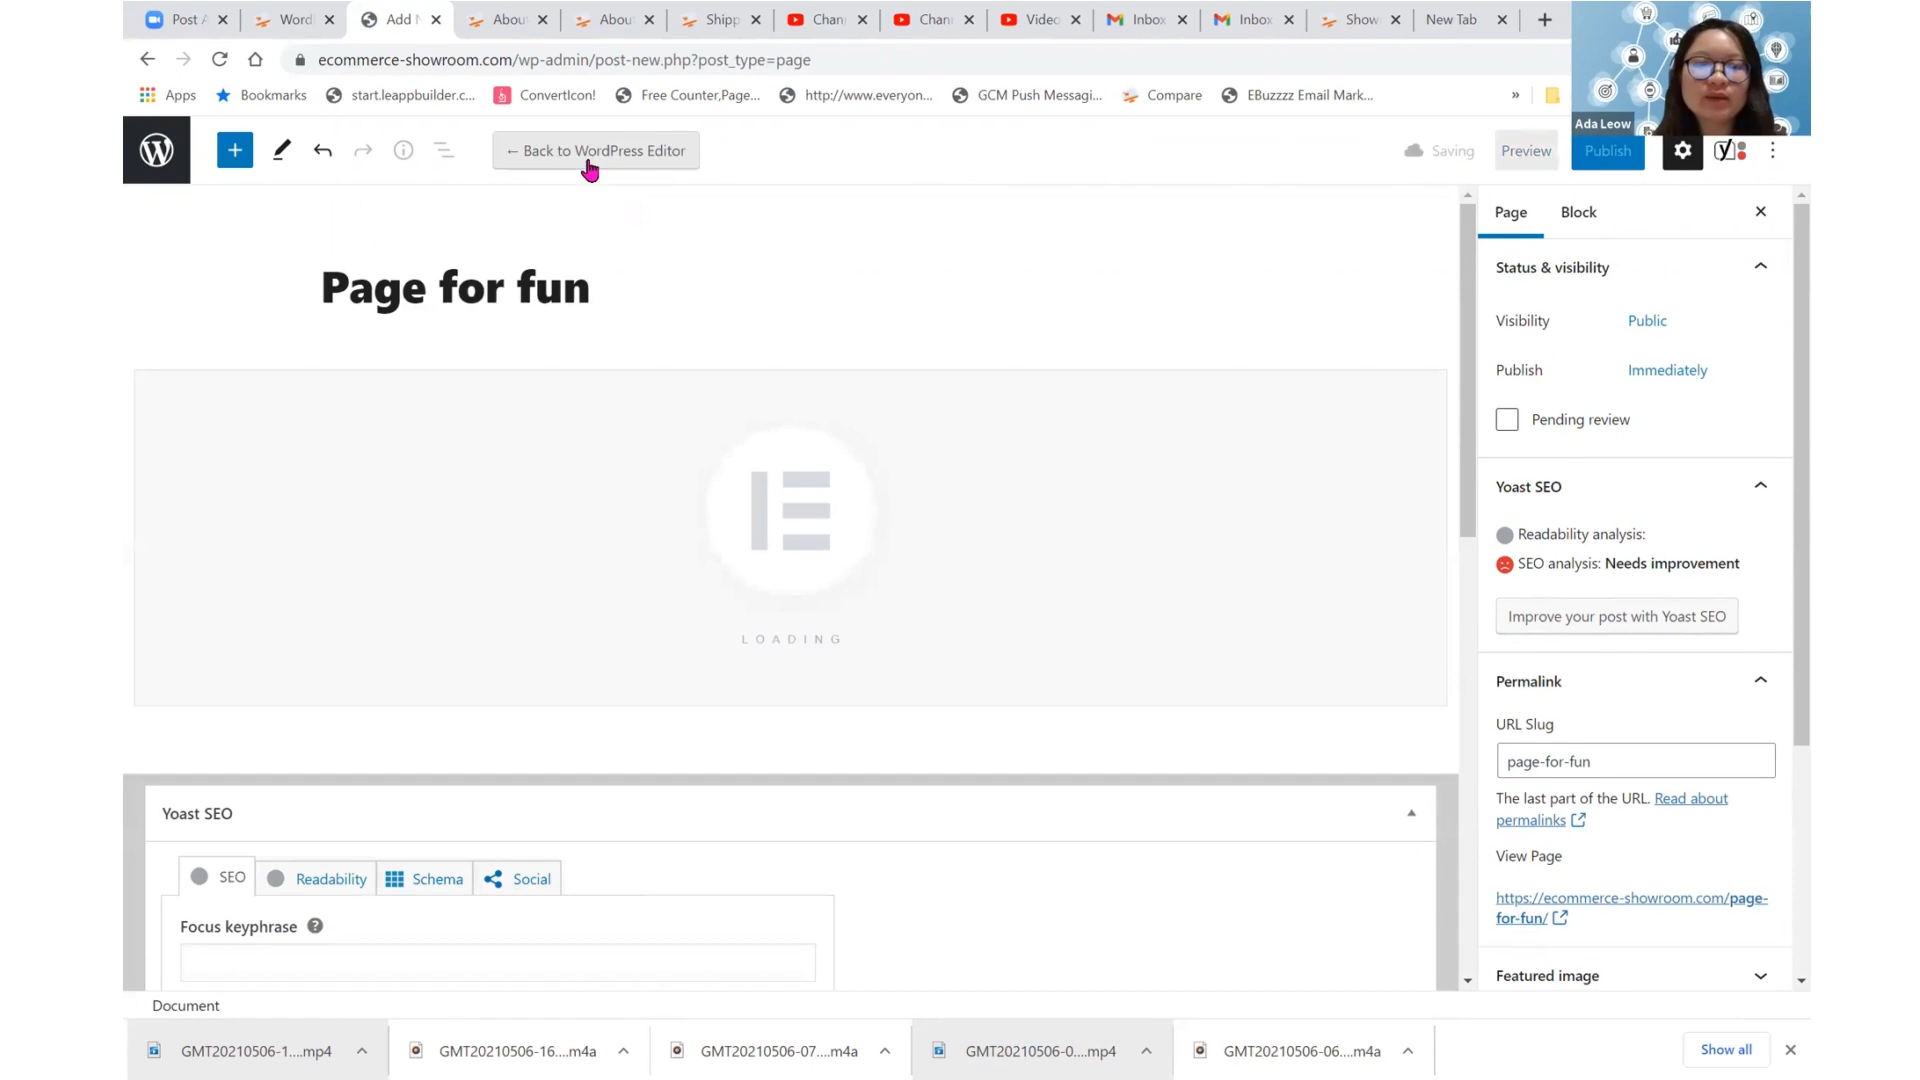 Post A
Word
Add N
About
About
Shipp
Chann
Chann
Video
Inbox
Inbox
Show
New Tab
ecommerce-showroom.com/wp-admin/post-new.php?post_type=page
Apps
Bookmarks
start.leappbuilder.c...
ConvertIcon!
Free Counter,Page...
http://www.everyon...
GCM Push Messagi...
Compare
EBuzzzz Email Mark...
»
Ada Leow
← Back to WordPress Editor
Saving
Preview
Publish
Page for fun
LOADING
Page
Block
Status & visibility
Visibility
Public
Publish
Immediately
Pending review
Yoast SEO
Readability analysis:
SEO analysis: Needs improvement
Improve your post with Yoast SEO
Permalink
URL Slug
page-for-fun
The last part of the URL. Read about
permalinks
View Page
https://ecommerce-showroom.com/page-
for-fun/
Featured image
Yoast SEO
SEO
Readability
Schema
Social
Focus keyphrase
Document
GMT20210506-1....mp4
GMT20210506-16....m4a
GMT20210506-07....m4a
GMT20210506-0....mp4
GMT20210506-06....m4a
Show all